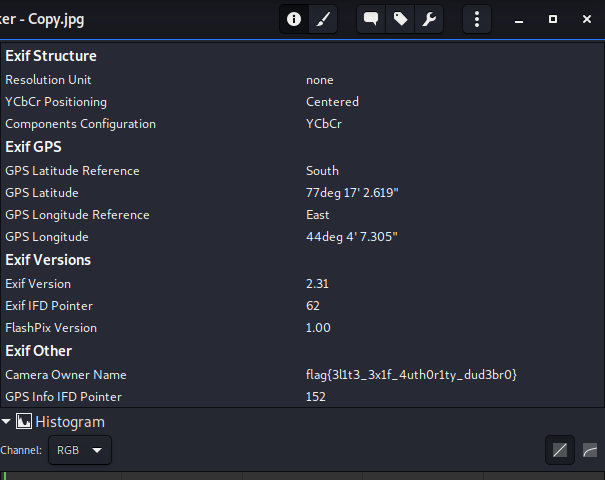 er - Copy.jpg
Exif Structure
Resolution Unit none
YCbCr Positioning Centered
Components Configuration YCbCr
Exif GPS
GPS Latitude Reference South
GPS Latitude 77deg 17' 2.619"
GPS Longitude Reference East
GPS Longitude 44deg 4' 7.305"
Exif Versions
Exif Version 2.31
Exif IFD Pointer 62
FlashPix Version 1.00
Exif Other
Camera Owner Name flag{3l1t3_3x1f_4uth0r1ty_dud3br0}
GPS Info IFD Pointer 152
Histogram
Channel: RGB